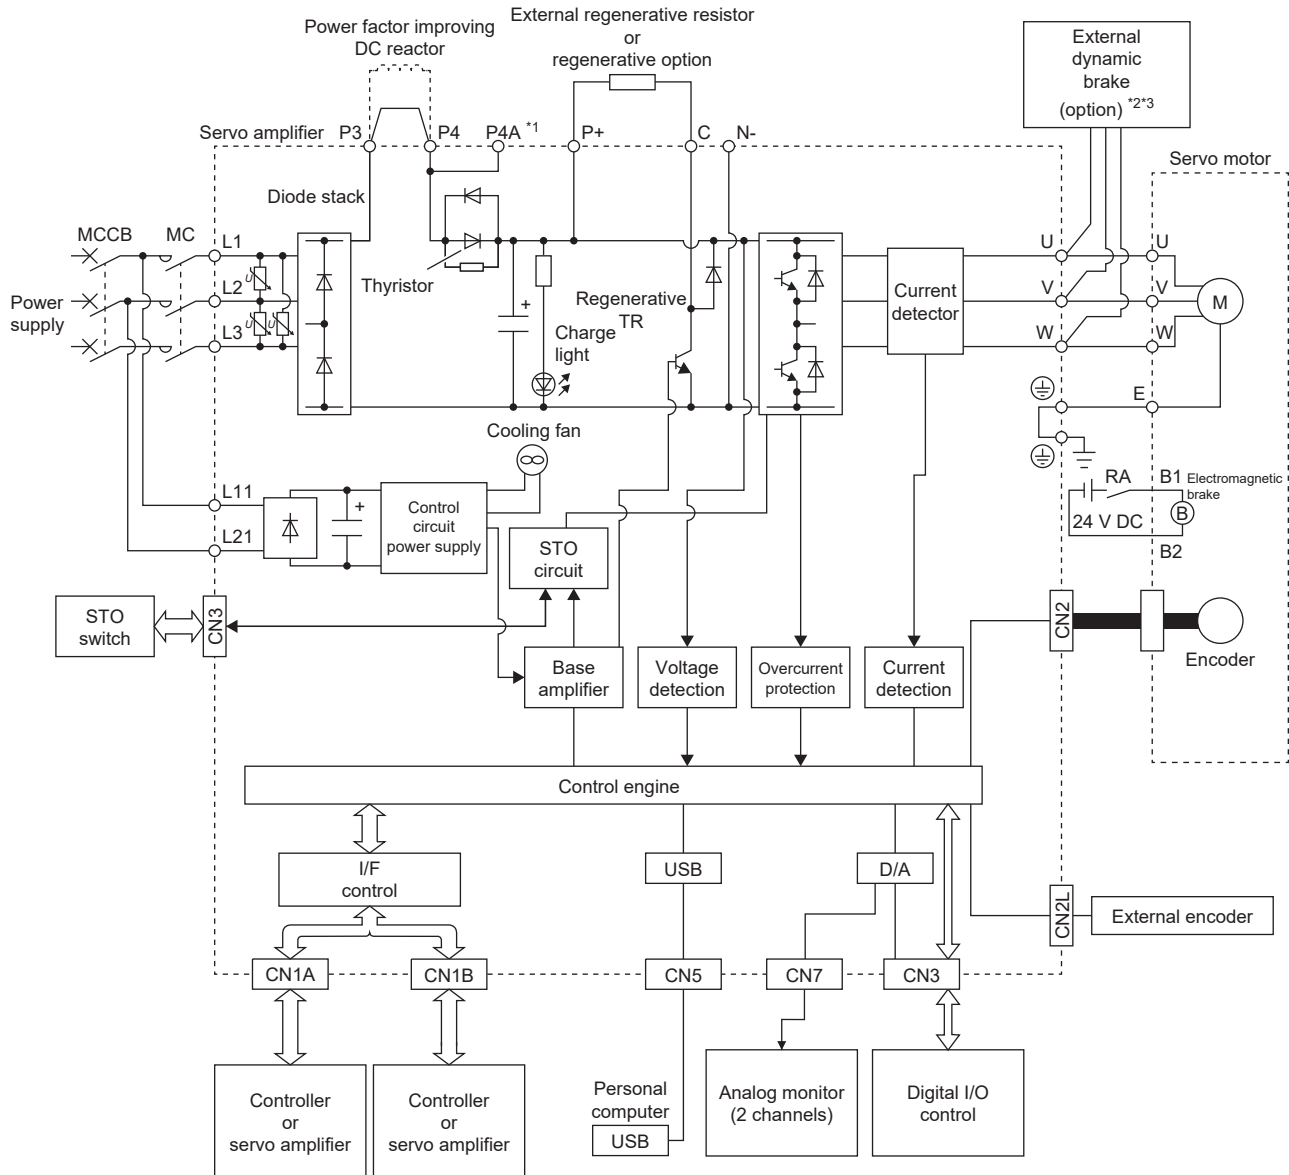 External regenerative resistor
or
regenerative option
Power factor improving
DC reactor
External
dynamic
brake
(option) *2*3
Servo amplifier
P3
P4
P4A *1
P+
C
N-
Servo motor
Diode stack
MCCB
MC
L1
L2
L3
Power
supply
U
U
U
Thyristor
+
Charge
light
Regenerative
TR
Current
detector
U
V
W
U
V
W
M
E
Cooling fan
RA
24 V DC
B1
Electromagnetic
brake
B
B2
L11
L21
+
Control
circuit
power supply
STO
circuit
STO
switch
CN3
CN2
Encoder
Base
amplifier
Voltage
detection
Overcurrent
protection
Current
detection
Control engine
I/F
control
USB
D/A
CN2L
External encoder
CN1A
CN1B
CN5
CN7
CN3
Controller
or
servo amplifier
Controller
or
servo amplifier
Personal
computer
USB
Analog monitor
(2 channels)
Digital I/O
control